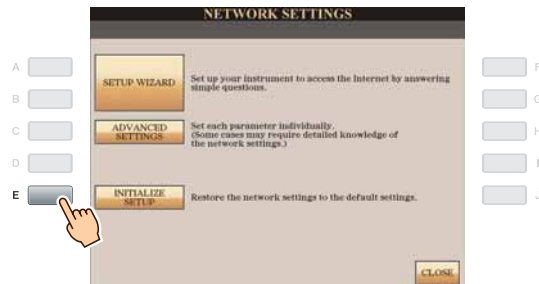 NETWORK SETTINGS
A
B
C
D
E
SETUP WIZARD
Set up your instrument to access the Internet by answering
simple questions.
ADVANCED
SETTINGS
Set each parameter individually.
(Some cases may require detailed knowledge of
the network settings.)
INITIALIZE
SETUP
Restore the network settings to the default settings.
CLOSE
F
G
H
I
J